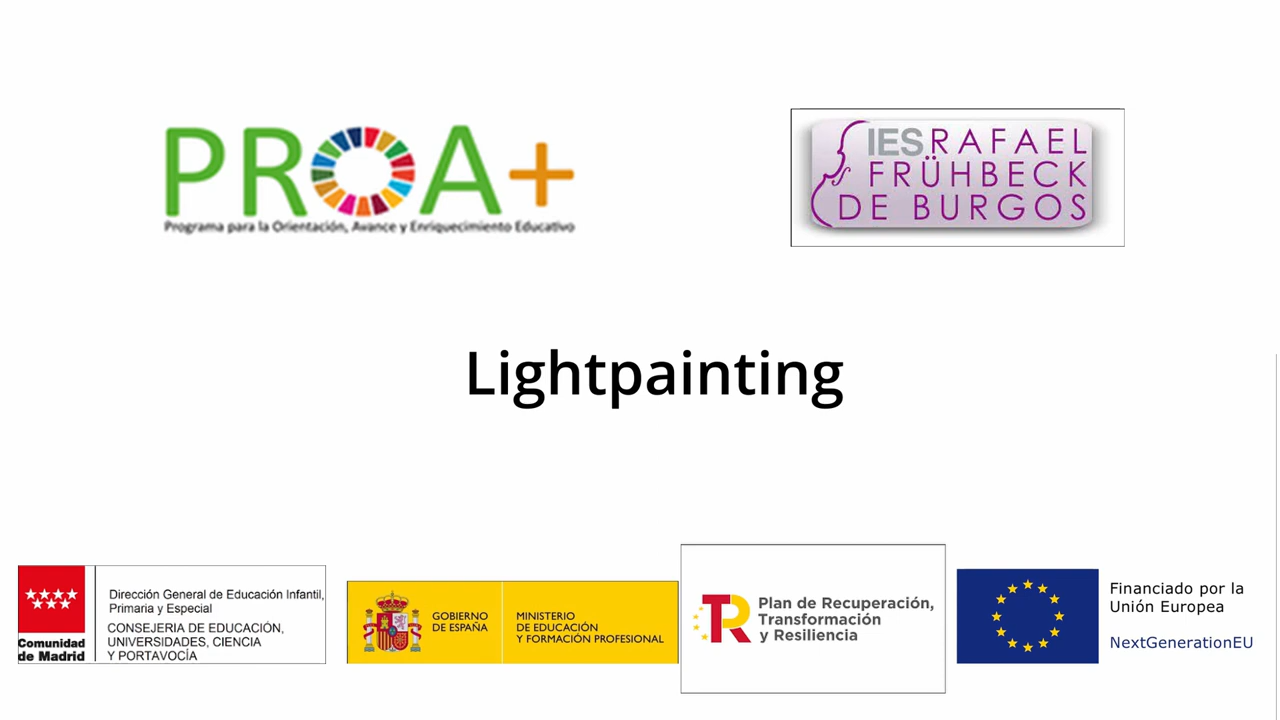 PROA+
Programa para la Orientación, Avance y Enriquecimiento Educativo
IES RAFAEL
FRÜHBECK
DE BURGOS
Lightpainting
Comunidad
de Madrid
Dirección General de Educación Infantil,
Primaria y Especial
CONSEJERIA DE EDUCACIÓN,
UNIVERSIDADES, CIENCIA
Y PORTAVOCÍA
GOBIERNO
DE ESPAÑA
MINISTERIO
DE EDUCACIÓN
Y FORMACIÓN PROFESIONAL
TR
Plan de Recuperación,
Transformación
y Resiliencia
Financiado por la
Unión Europea
NextGenerationEU